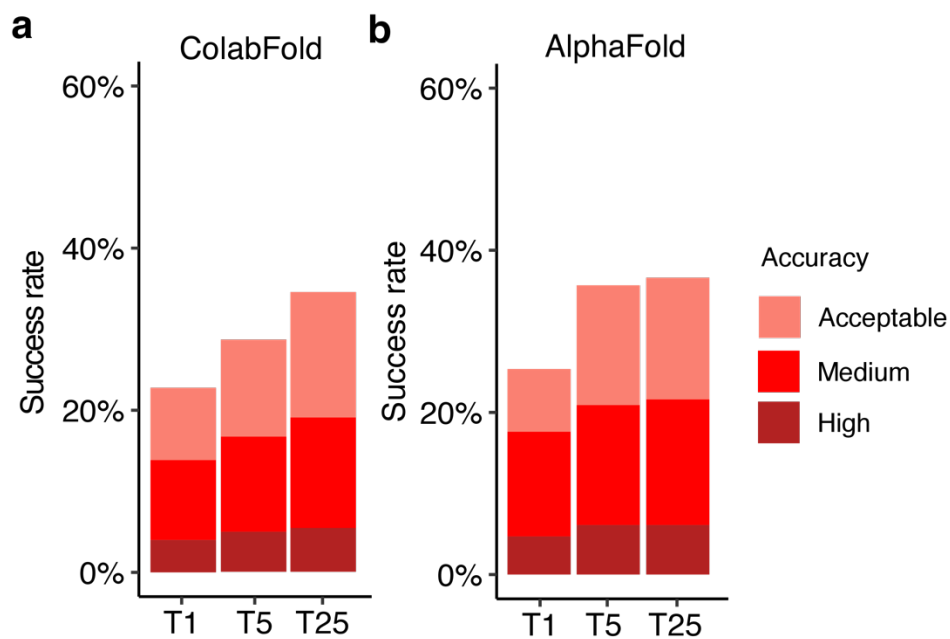 a
ColabFold
60%
40%
20%
0%
Success rate
T1 T5 T25
b
AlphaFold
60%
40%
20%
0%
Success rate
T1 T5 T25
Accuracy
Acceptable
Medium
High